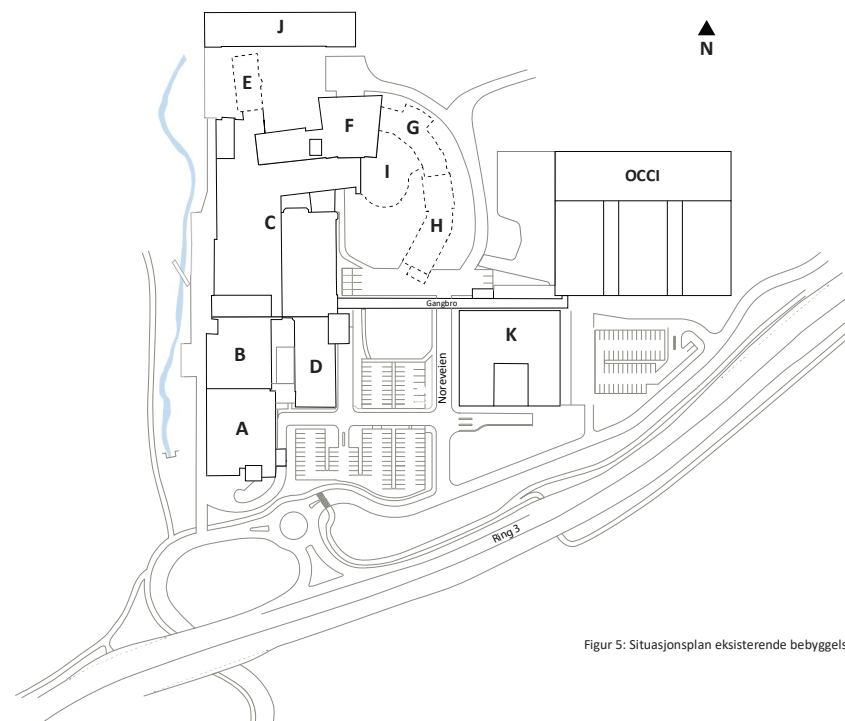 J
N
E
F
G
I
OCCI
C
H
Gangbro
K
B
D
Noreveien
A
Ring 3
Figur 5: Situasjonsplan eksisterende bebyggels